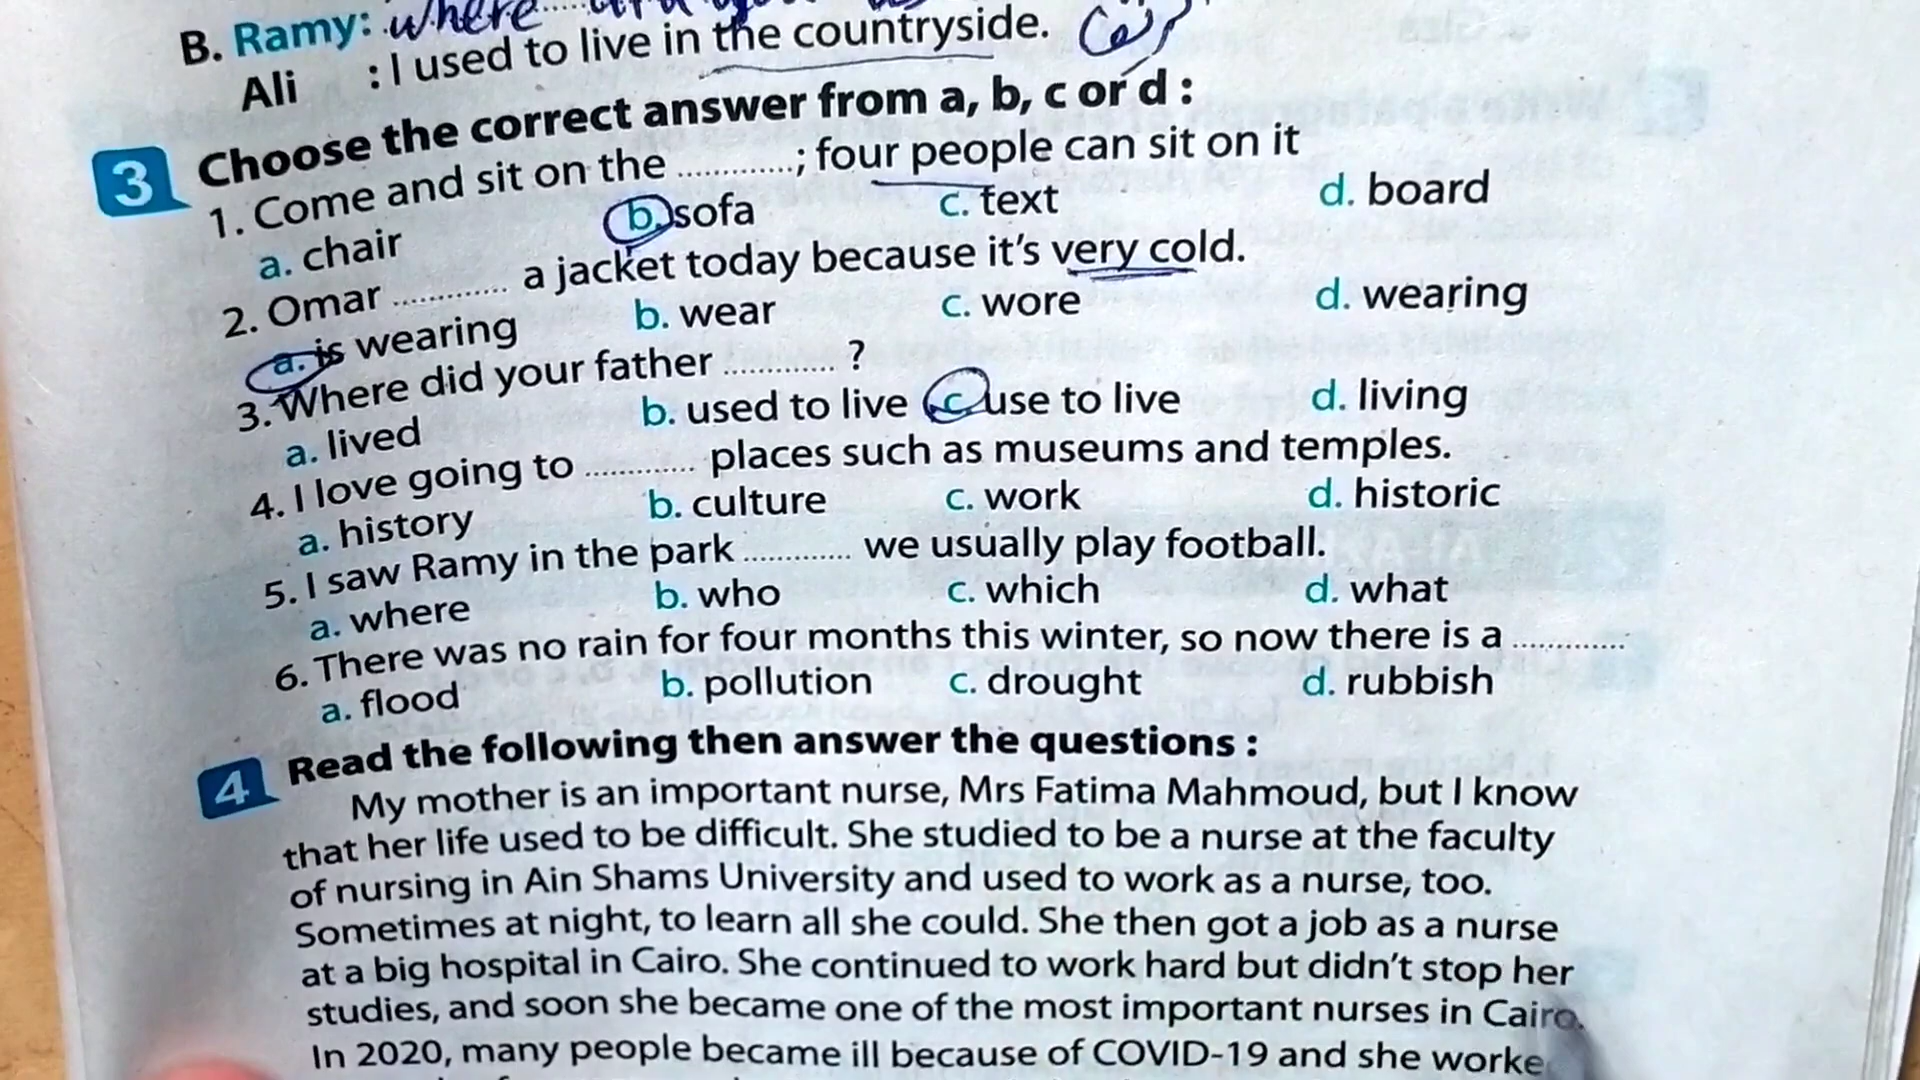 B. Ramy: where
Ali : I used to live in the countryside.
3 Choose the correct answer from a, b, c or d :
1. Come and sit on the ............; four people can sit on it
a. chair b. sofa c. text d. board
2. Omar ............ a jacket today because it's very cold.
a. is wearing b. wear c. wore d. wearing
3. Where did your father ............ ?
a. lived b. used to live c. use to live d. living
4. I love going to ............ places such as museums and temples.
a. history b. culture c. work d. historic
5. I saw Ramy in the park ............ we usually play football.
a. where b. who c. which d. what
6. There was no rain for four months this winter, so now there is a ............
a. flood b. pollution c. drought d. rubbish
4 Read the following then answer the questions :
My mother is an important nurse, Mrs Fatima Mahmoud, but I know
that her life used to be difficult. She studied to be a nurse at the faculty
of nursing in Ain Shams University and used to work as a nurse, too.
Sometimes at night, to learn all she could. She then got a job as a nurse
at a big hospital in Cairo. She continued to work hard but didn't stop her
studies, and soon she became one of the most important nurses in Cairo.
In 2020, many people became ill because of COVID-19 and she worke